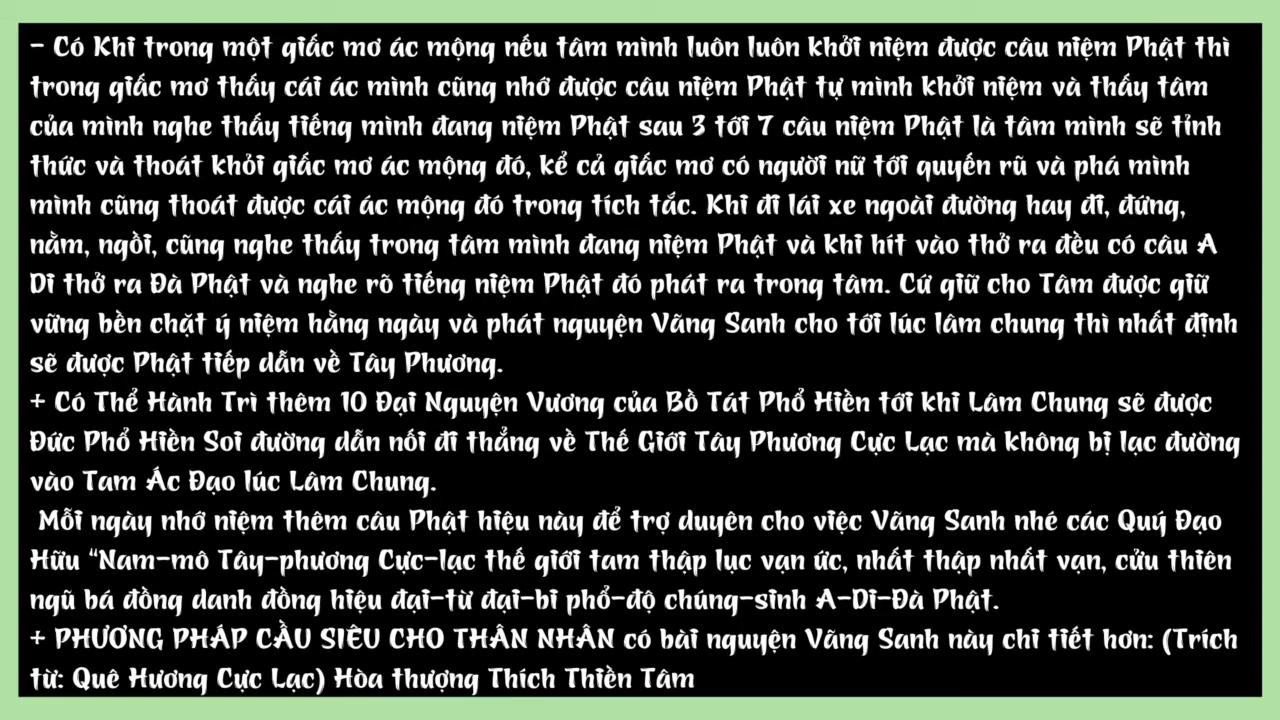 - Có Khi trong một giấc mơ ác mộng nếu tâm mình luôn luôn khởi niệm được câu niệm Phật thì
trong giấc mơ thấy cái ác mình cũng nhớ được câu niệm Phật tự mình khởi niệm và thấy tâm
của mình nghe thấy tiếng mình đang niệm Phật sau 3 tới 7 câu niệm Phật là tâm mình sẽ tỉnh
thức và thoát khỏi giấc mơ ác mộng đó, kể cả giấc mơ có người nữ tới quyến rũ và phá mình
mình cũng thoát được cái ác mộng đó trong tích tắc. Khi đi lái xe ngoài đường hay đi, đứng,
nằm, ngồi, cũng nghe thấy trong tâm mình đang niệm Phật và khi hít vào thở ra đều có câu A
Di thở ra Đà Phật và nghe rõ tiếng niệm Phật đó phát ra trong tâm. Cứ giữ cho Tâm được giữ
vững bền chặt ý niệm hằng ngày và phát nguyện Vãng Sanh cho tới lúc lâm chung thì nhất định
sẽ được Phật tiếp dẫn về Tây Phương.
+ Có Thể Hành Trì thêm 10 Đại Nguyện Vương của Bồ Tát Phổ Hiền tới khi Lâm Chung sẽ được
Đức Phổ Hiền Soi đường dẫn nối đi thẳng về Thế Giới Tây Phương Cực Lạc mà không bị lạc đường
vào Tam Ác Đạo lúc Lâm Chung.
Mỗi ngày nhớ niệm thêm câu Phật hiệu này để trợ duyên cho việc Vãng Sanh nhé các Quý Đạo
Hữu "Nam-mô Tây-phương Cực-lạc thế giới tam thập lục vạn ức, nhất thập nhất vạn, cửu thiên
ngũ bá đồng danh đồng hiệu đại-từ đại-bi phổ-độ chúng-sinh A-Di-Đà Phật.
+ PHƯƠNG PHÁP CẦU SIÊU CHO THÂN NHÂN có bài nguyện Vãng Sanh này chi tiết hơn: (Trích
từ: Quê Hương Cực Lạc) Hòa thượng Thích Thiền Tâm